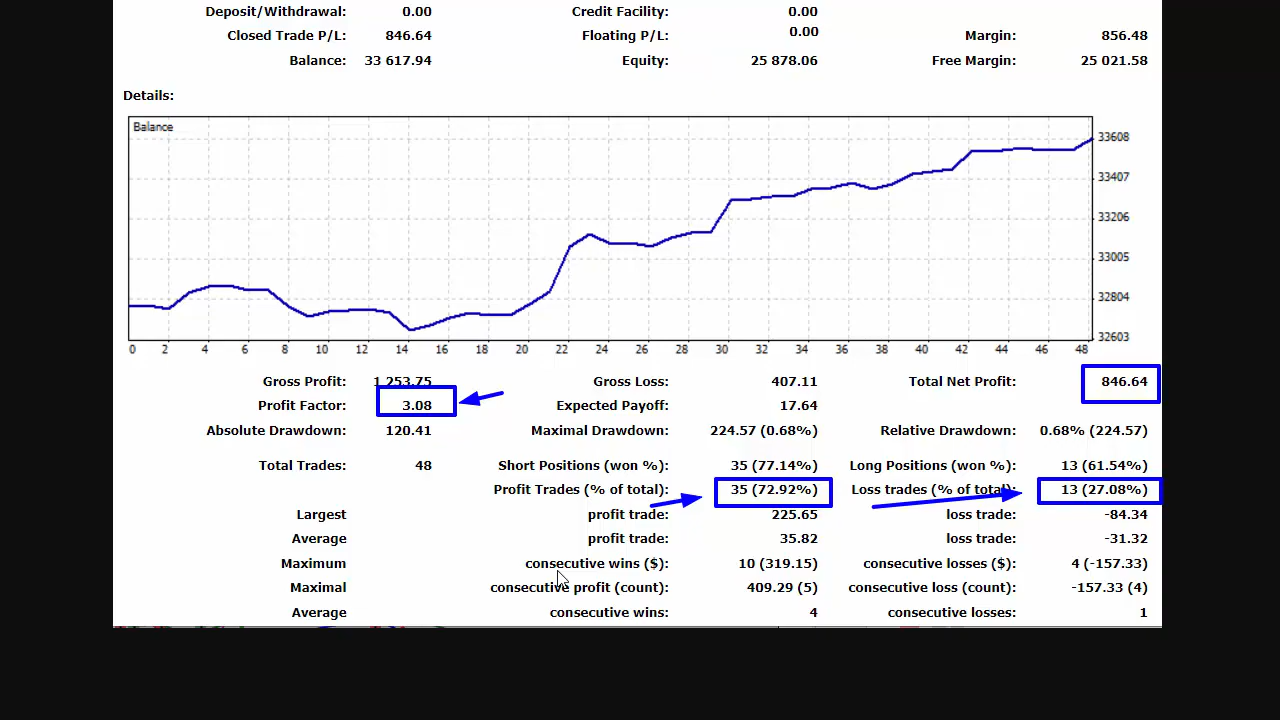 Deposit/Withdrawal: 0.00 Credit Facility: 0.00
Closed Trade P/L: 846.64 Floating P/L: 0.00 Margin: 856.48
Balance: 33 617.94 Equity: 25 878.06 Free Margin: 25 021.58
Details:
Balance
33608
33407
33206
33005
32804
32603
0 2 4 6 8 10 12 14 16 18 20 22 24 26 28 30 32 34 36 38 40 42 44 46 48
Gross Profit: 1 253.75 Gross Loss: 407.11 Total Net Profit: 846.64
Profit Factor: 3.08 Expected Payoff: 17.64
Absolute Drawdown: 120.41 Maximal Drawdown: 224.57 (0.68%) Relative Drawdown: 0.68% (224.57)
Total Trades: 48 Short Positions (won %): 35 (77.14%) Long Positions (won %): 13 (61.54%)
Profit Trades (% of total): 35 (72.92%) Loss trades (% of total): 13 (27.08%)
Largest profit trade: 225.65 loss trade: -84.34
Average profit trade: 35.82 loss trade: -31.32
Maximum consecutive wins ($): 10 (319.15) consecutive losses ($): 4 (-157.33)
Maximal consecutive profit (count): 409.29 (5) consecutive loss (count): -157.33 (4)
Average consecutive wins: 4 consecutive losses: 1